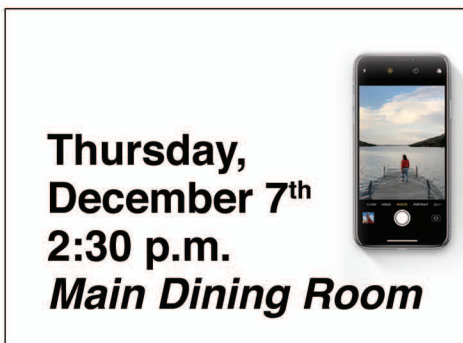 Thursday,
December 7th
2:30 p.m.
Main Dining Room